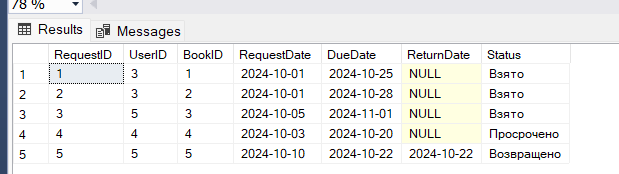 78 %
Results Messages
RequestID UserID BookID RequestDate DueDate ReturnDate Status
1 1 3 1 2024-10-01 2024-10-25 NULL Взято
2 2 3 2 2024-10-01 2024-10-28 NULL Взято
3 3 5 3 2024-10-05 2024-11-01 NULL Взято
4 4 4 4 2024-10-03 2024-10-20 NULL Просрочено
5 5 5 5 2024-10-10 2024-10-22 2024-10-22 Возвращено